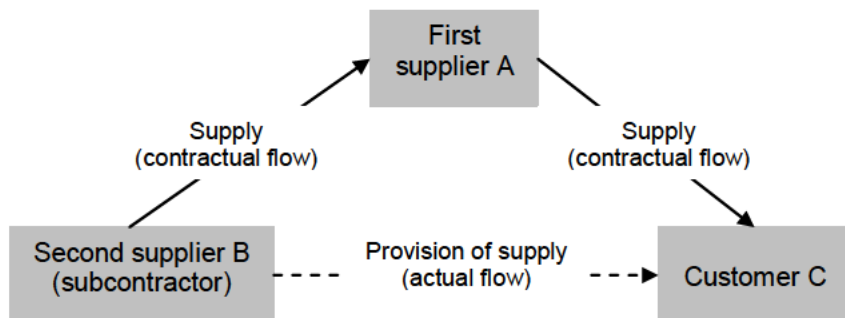 First
supplier A
Supply
(contractual flow)
Supply
(contractual flow)
Second supplier B
(subcontractor)
Provision of supply
(actual flow)
Customer C